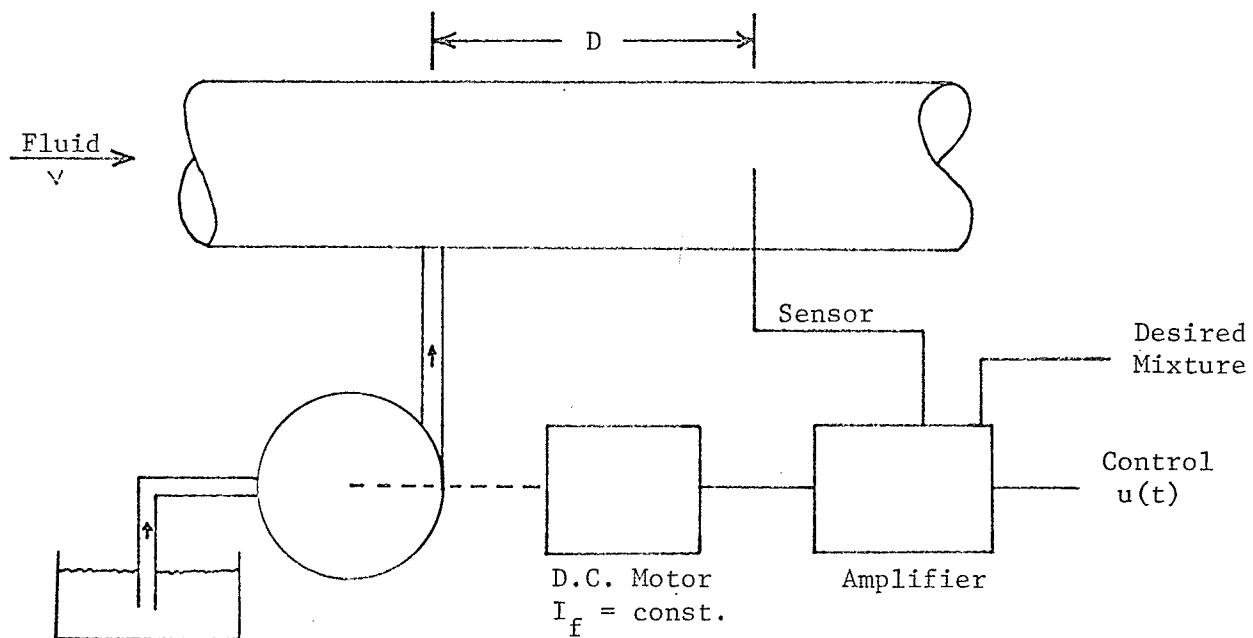 D
Fluid
v
Sensor
Desired
Mixture
Control
u(t)
D.C. Motor
I_f = const.
Amplifier